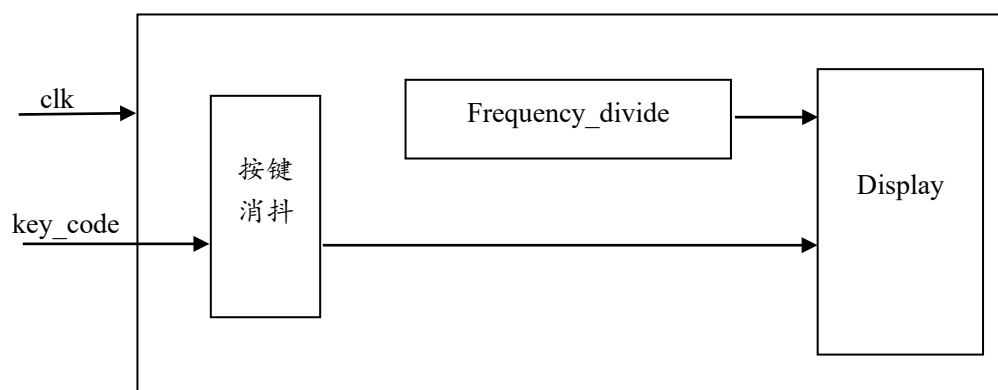 clk
Frequency_divide
按键
消抖
Display
key_code